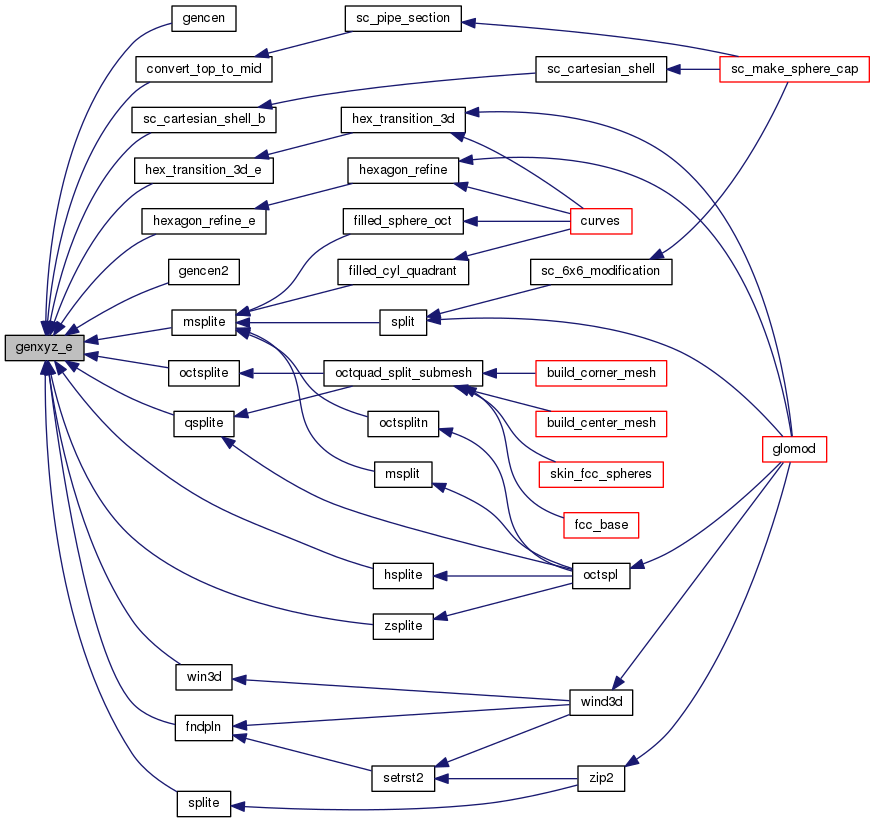 gencen
sc_pipe_section
convert_top_to_mid
sc_cartesian_shell
sc_make_sphere_cap
sc_cartesian_shell_b
hex_transition_3d
hex_transition_3d_e
hexagon_refine
hexagon_refine_e
filled_sphere_oct
curves
gencen2
filled_cyl_quadrant
sc_6x6_modification
msplite
split
genxyz_e
octsplite
octquad_split_submesh
build_corner_mesh
qsplite
octsplitn
build_center_mesh
glomod
msplit
skin_fcc_spheres
fcc_base
hsplite
octspl
zsplite
win3d
wind3d
fndpln
setrst2
zip2
splite